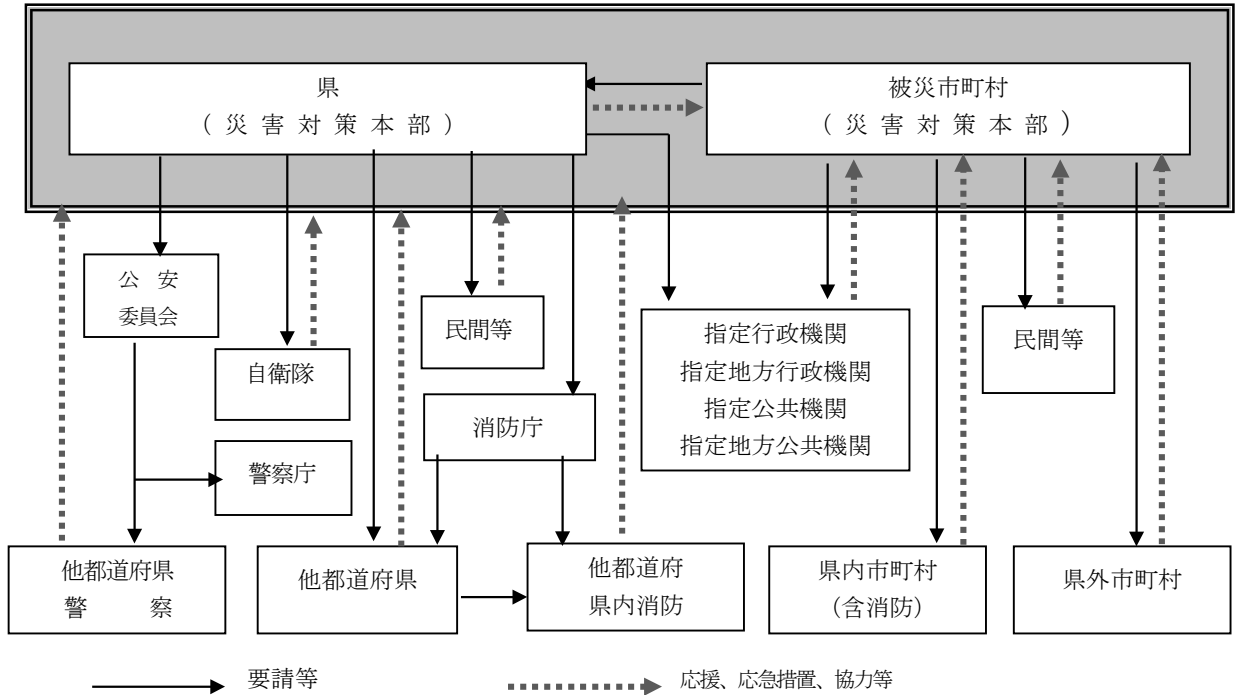 県
(災害対策本部)
被災市町村
(災害対策本部)
公安
委員会
自衛隊
警察庁
民間等
消防庁
指定行政機関
指定地方行政機関
指定公共機関
指定地方公共機関
民間等
他都道府県
警察
他都道府県
他都道府
県内消防
県内市町村
(含消防)
県外市町村
要請等
応援、応急措置、協力等